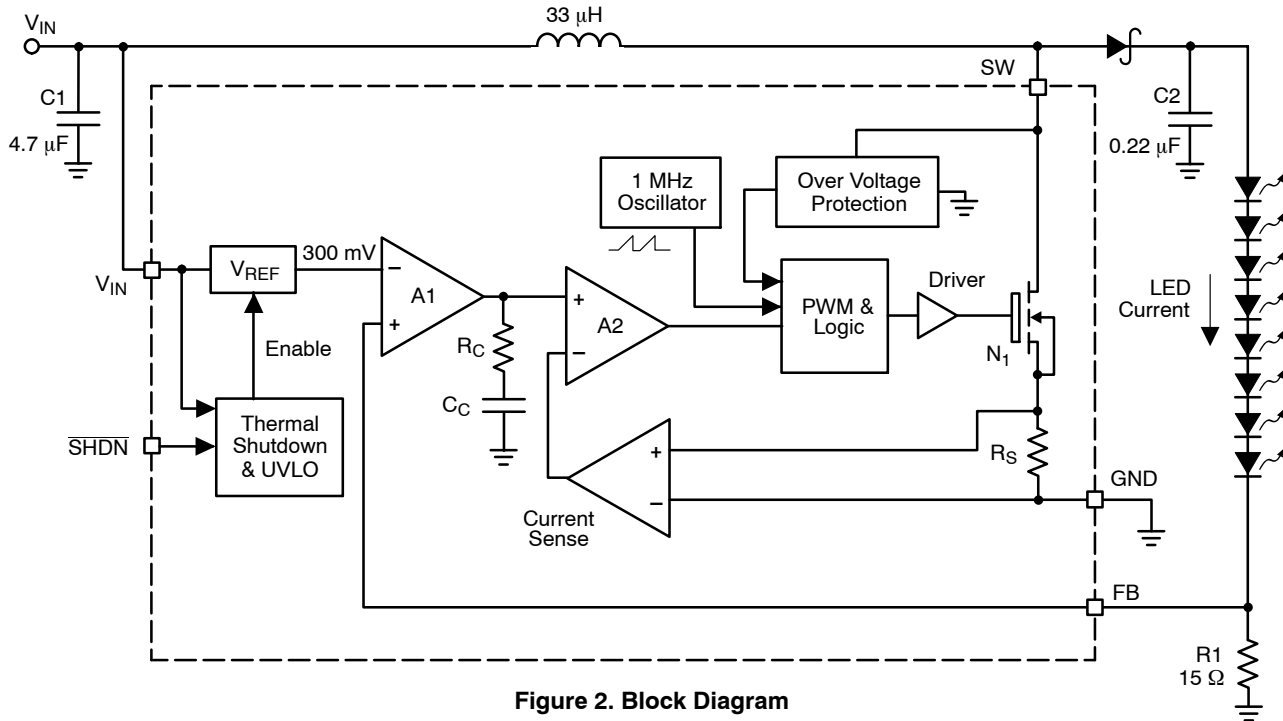 V_IN
33 μH
SW
C1
4.7 μF
C2
0.22 μF
1 MHz
Oscillator
Over Voltage
Protection
V_IN
V_REF
300 mV
−
+
A1
Enable
R_C
C_C
+
−
A2
PWM &
Logic
Driver
N_1
LED
Current
SHDN
Thermal
Shutdown
& UVLO
+
−
Current
Sense
R_S
GND
FB
R1
15 Ω
Figure 2. Block Diagram